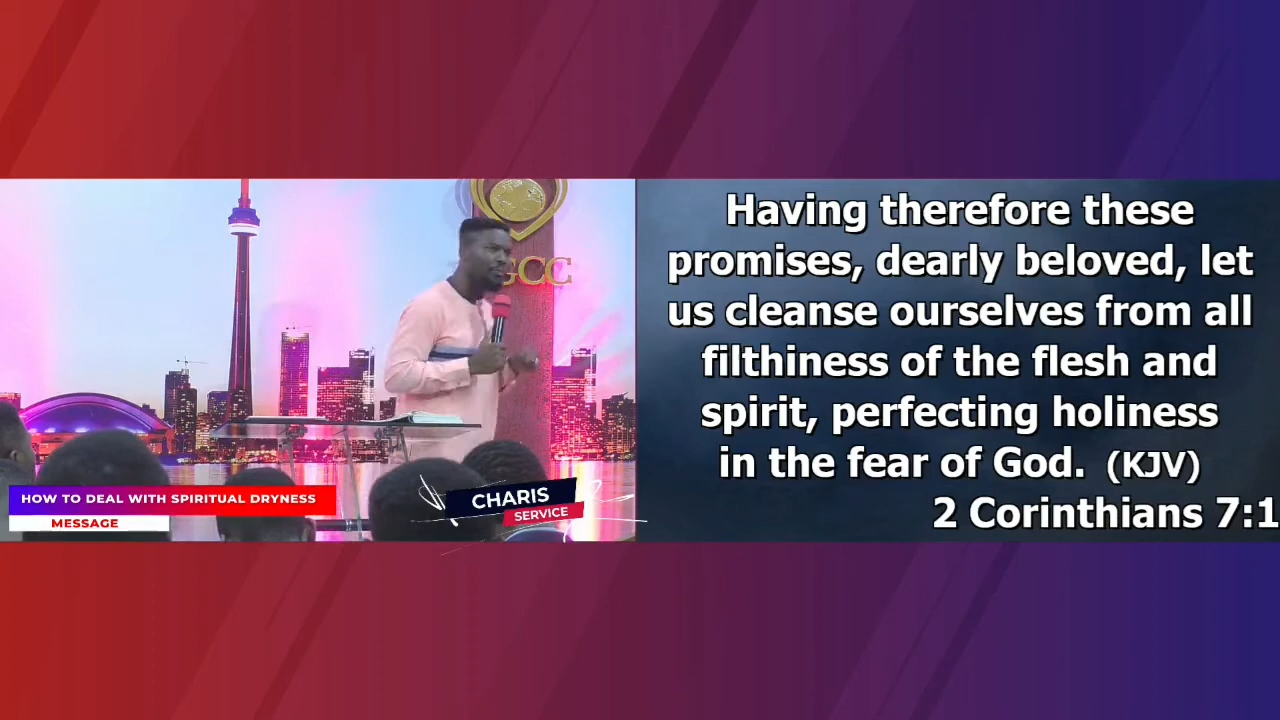 GCC
HOW TO DEAL WITH SPIRITUAL DRYNESS
MESSAGE
CHARIS
SERVICE
Having therefore these
promises, dearly beloved, let
us cleanse ourselves from all
filthiness of the flesh and
spirit, perfecting holiness
in the fear of God. (KJV)
2 Corinthians 7:1